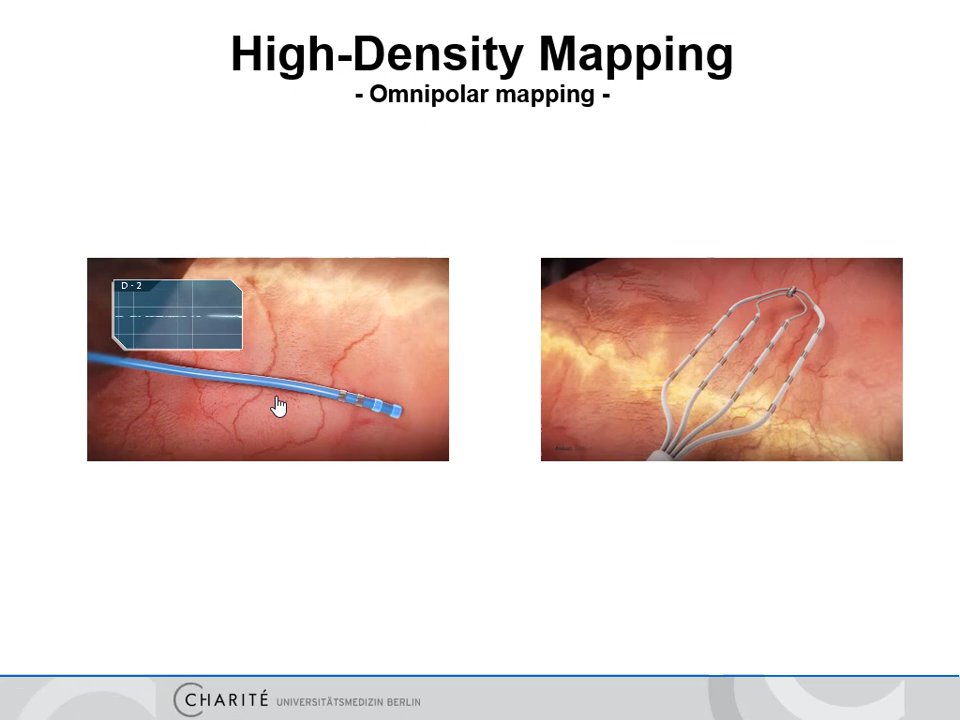 High-Density Mapping
- Omnipolar mapping -
D - 2
CHARITÉ UNIVERSITÄTSMEDIZIN BERLIN